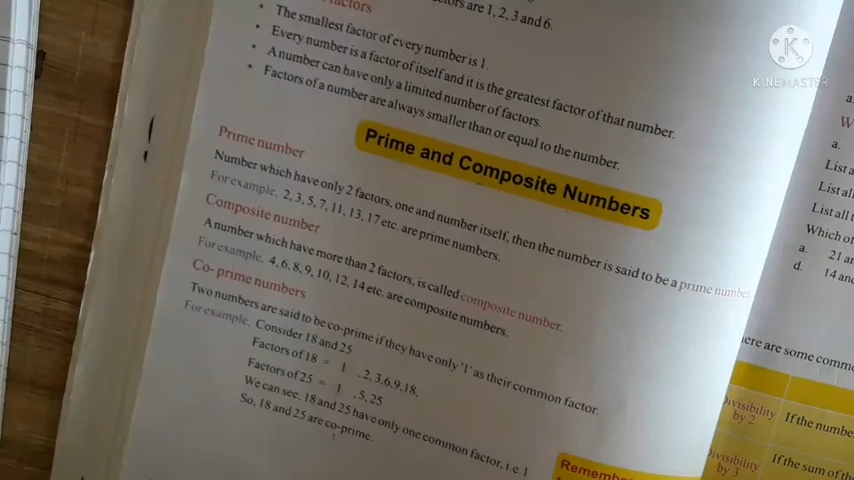 factors are 1, 2, 3 and 6.
factors
• The smallest factor of every number is 1.
• Every number is a factor of itself and it is the greatest factor of that number.
• A number can have only a limited number of factors.
• Factors of a number are always smaller than or equal to the number.
Prime and Composite Numbers
Prime number
Number which have only 2 factors, one and number itself, then the number is said to be a prime number.
For example, 2, 3, 5, 7, 11, 13, 17 etc. are prime numbers.
Composite number
A number which have more than 2 factors, is called composite number.
For example, 4, 6, 8, 9, 10, 12, 14 etc. are composite numbers.
Co- prime numbers
Two numbers are said to be co-prime if they have only '1' as their common factor.
For example, Consider 18 and 25
Factors of 18 = 1 , 2, 3, 6, 9, 18,
Factors of 25 = 1 , 5, 25
We can see, 18 and 25 have only one common factor, i.e. 1
So, 18 and 25 are co-prime.
Remember
KINEMASTER
a.
W
a.
List a
List all
List all t
Which of
a. 21 an
d. 14 and
here are some commo
Divisibility by 2
If the numbe
Divisibility by 3
If the sum of the